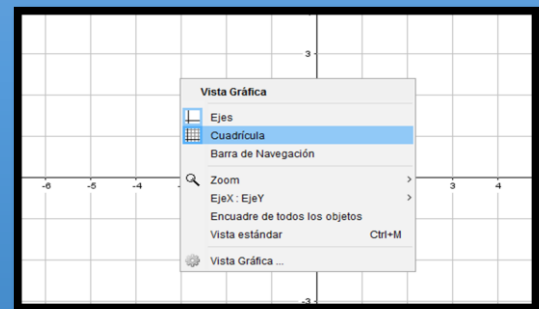 3
Vista Gráfica
Ejes
Cuadrícula
Barra de Navegación
-6 -5 -4 3 4
Zoom
EjeX : EjeY
Encuadre de todos los objetos
Vista estándar Ctrl+M
Vista Gráfica ...
-3